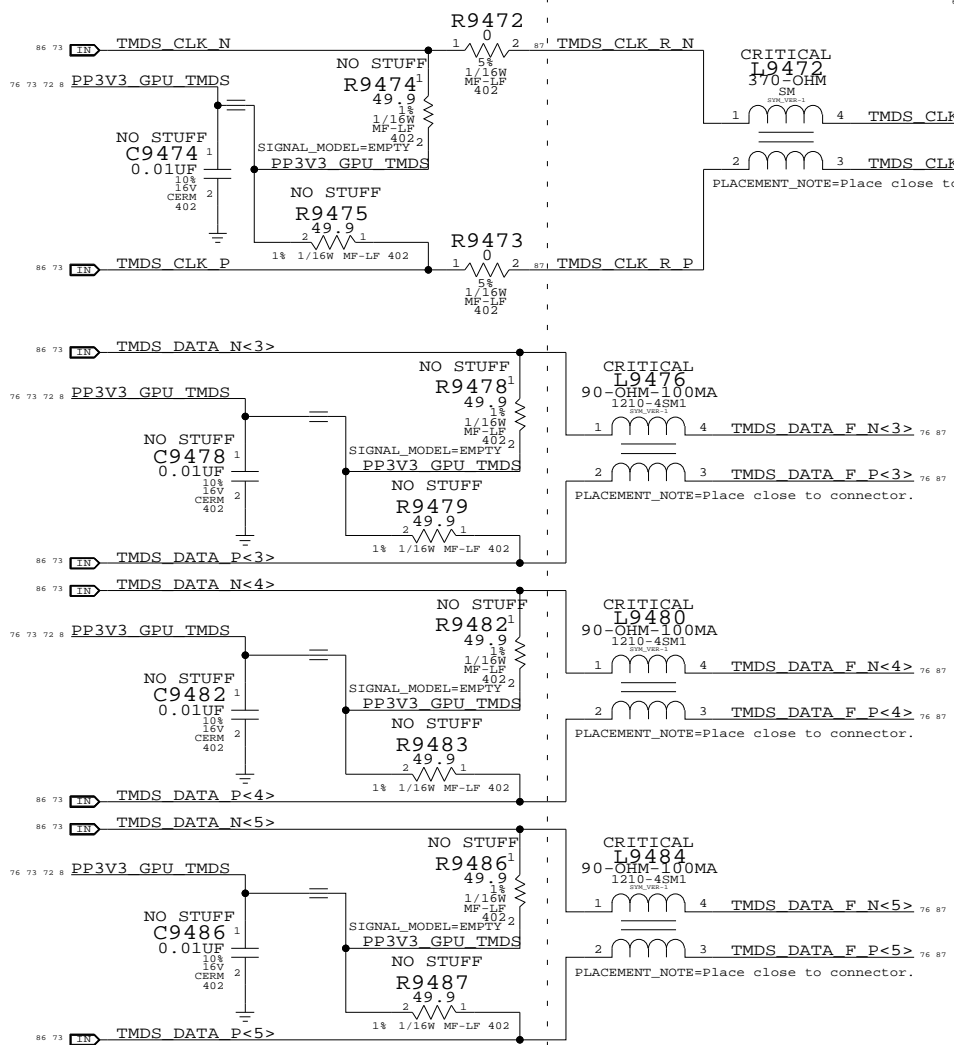 R9472
0
1 2
5%
1/16W
MF-LF
402
86 73 IN TMDS_CLK_N
87 TMDS_CLK_R_N
76 73 72 8 PP3V3_GPU_TMDS
NO STUFF
R9474 1
49.9
1%
1/16W
MF-LF
402 2
SIGNAL_MODEL=EMPTY
PP3V3_GPU_TMDS
NO STUFF
C9474 1
0.01UF
10%
16V
CERM 2
402
NO STUFF
R9475
49.9
2 1
1% 1/16W MF-LF 402
CRITICAL
L9472
370-OHM
SM
SYM_VER-1
1 4 TMDS_CLK
2 3 TMDS_CLK
PLACEMENT_NOTE=Place close to
R9473
0
1 2
5%
1/16W
MF-LF
402
86 73 IN TMDS_CLK_P
87 TMDS_CLK_R_P
86 73 IN TMDS_DATA_N<3>
76 73 72 8 PP3V3_GPU_TMDS
NO STUFF
R9478 1
49.9
1%
1/16W
MF-LF
402 2
SIGNAL_MODEL=EMPTY
PP3V3_GPU_TMDS
NO STUFF
C9478 1
0.01UF
10%
16V
CERM 2
402
NO STUFF
R9479
49.9
2 1
1% 1/16W MF-LF 402
CRITICAL
L9476
90-OHM-100MA
1210-4SM1
SYM_VER-1
1 4 TMDS_DATA_F_N<3> 76 87
2 3 TMDS_DATA_F_P<3> 76 87
PLACEMENT_NOTE=Place close to connector.
86 73 IN TMDS_DATA_P<3>
86 73 IN TMDS_DATA_N<4>
76 73 72 8 PP3V3_GPU_TMDS
NO STUFF
R9482 1
49.9
1%
1/16W
MF-LF
402 2
SIGNAL_MODEL=EMPTY
PP3V3_GPU_TMDS
NO STUFF
C9482 1
0.01UF
10%
16V
CERM 2
402
NO STUFF
R9483
49.9
2 1
1% 1/16W MF-LF 402
CRITICAL
L9480
90-OHM-100MA
1210-4SM1
SYM_VER-1
1 4 TMDS_DATA_F_N<4> 76 87
2 3 TMDS_DATA_F_P<4> 76 87
PLACEMENT_NOTE=Place close to connector.
86 73 IN TMDS_DATA_P<4>
86 73 IN TMDS_DATA_N<5>
76 73 72 8 PP3V3_GPU_TMDS
NO STUFF
R9486 1
49.9
1%
1/16W
MF-LF
402 2
SIGNAL_MODEL=EMPTY
PP3V3_GPU_TMDS
NO STUFF
C9486 1
0.01UF
10%
16V
CERM 2
402
NO STUFF
R9487
49.9
2 1
1% 1/16W MF-LF 402
CRITICAL
L9484
90-OHM-100MA
1210-4SM1
SYM_VER-1
1 4 TMDS_DATA_F_N<5> 76 87
2 3 TMDS_DATA_F_P<5> 76 87
PLACEMENT_NOTE=Place close to connector.
86 73 IN TMDS_DATA_P<5>